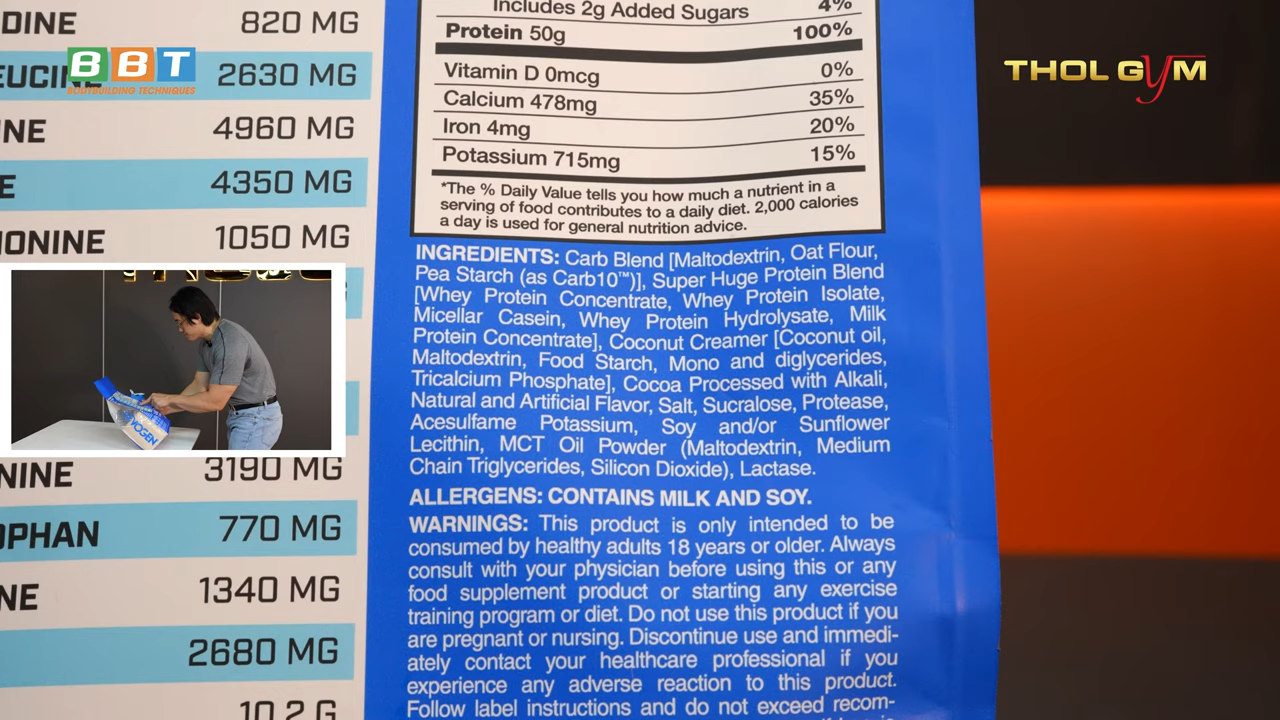 DINE 820 MG
BBT
BODYBUILDING TECHNIQUES
EUCINE 2630 MG
NE 4960 MG
E 4350 MG
IONINE 1050 MG
NINE 3190 MG
OPHAN 770 MG
NE 1340 MG
2680 MG
10.2 G
OGEN
Includes 2g Added Sugars 4%
Protein 50g 100%
Vitamin D 0mcg 0%
Calcium 478mg 35%
Iron 4mg 20%
Potassium 715mg 15%
*The % Daily Value tells you how much a nutrient in a
serving of food contributes to a daily diet. 2,000 calories
a day is used for general nutrition advice.
INGREDIENTS: Carb Blend [Maltodextrin, Oat Flour,
Pea Starch (as Carb10™)], Super Huge Protein Blend
[Whey Protein Concentrate, Whey Protein Isolate,
Micellar Casein, Whey Protein Hydrolysate, Milk
Protein Concentrate], Coconut Creamer [Coconut oil,
Maltodextrin, Food Starch, Mono and diglycerides,
Tricalcium Phosphate], Cocoa Processed with Alkali,
Natural and Artificial Flavor, Salt, Sucralose, Protease,
Acesulfame Potassium, Soy and/or Sunflower
Lecithin, MCT Oil Powder (Maltodextrin, Medium
Chain Triglycerides, Silicon Dioxide), Lactase.
ALLERGENS: CONTAINS MILK AND SOY.
WARNINGS: This product is only intended to be
consumed by healthy adults 18 years or older. Always
consult with your physician before using this or any
food supplement product or starting any exercise
training program or diet. Do not use this product if you
are pregnant or nursing. Discontinue use and immedi-
ately contact your healthcare professional if you
experience any adverse reaction to this product.
Follow label instructions and do not exceed recom-
THOL GyM